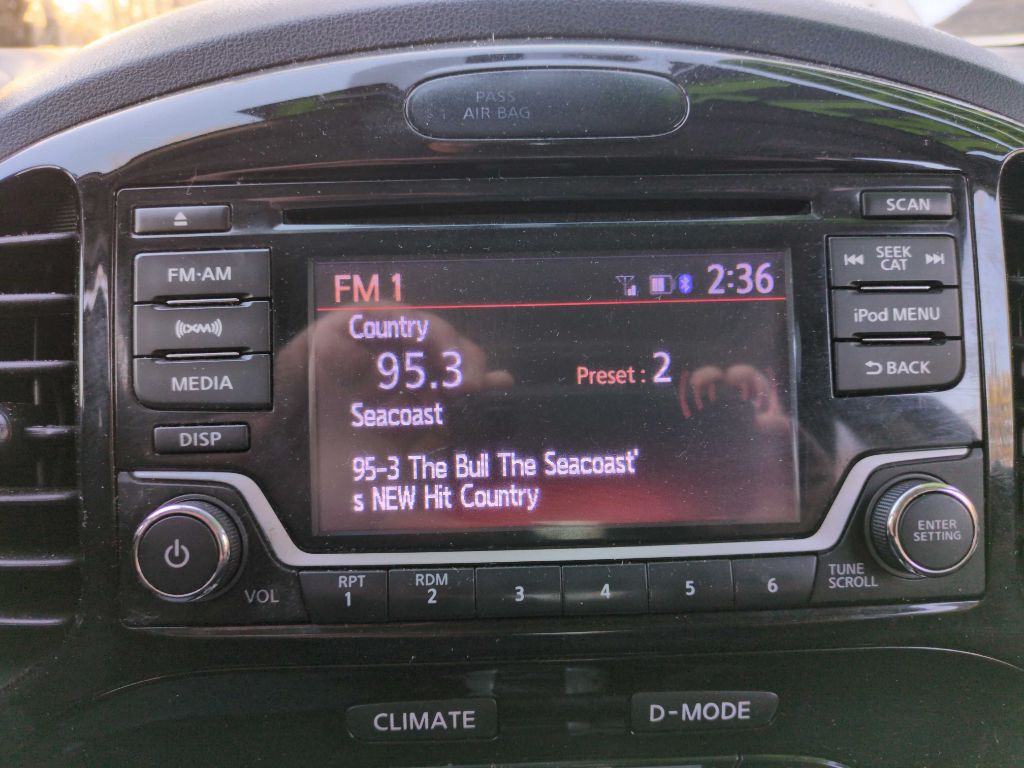 PASS
AIR BAG
SCAN
FM·AM
SEEK
CAT
(((XM)))
iPod MENU
MEDIA
BACK
DISP
FM 1
2:36
Country
95.3
Preset : 2
Seacoast
95-3 The Bull The Seacoast'
s NEW Hit Country
ENTER
SETTING
VOL
RPT
1
RDM
2
3
4
5
6
TUNE
SCROLL
CLIMATE
D-MODE